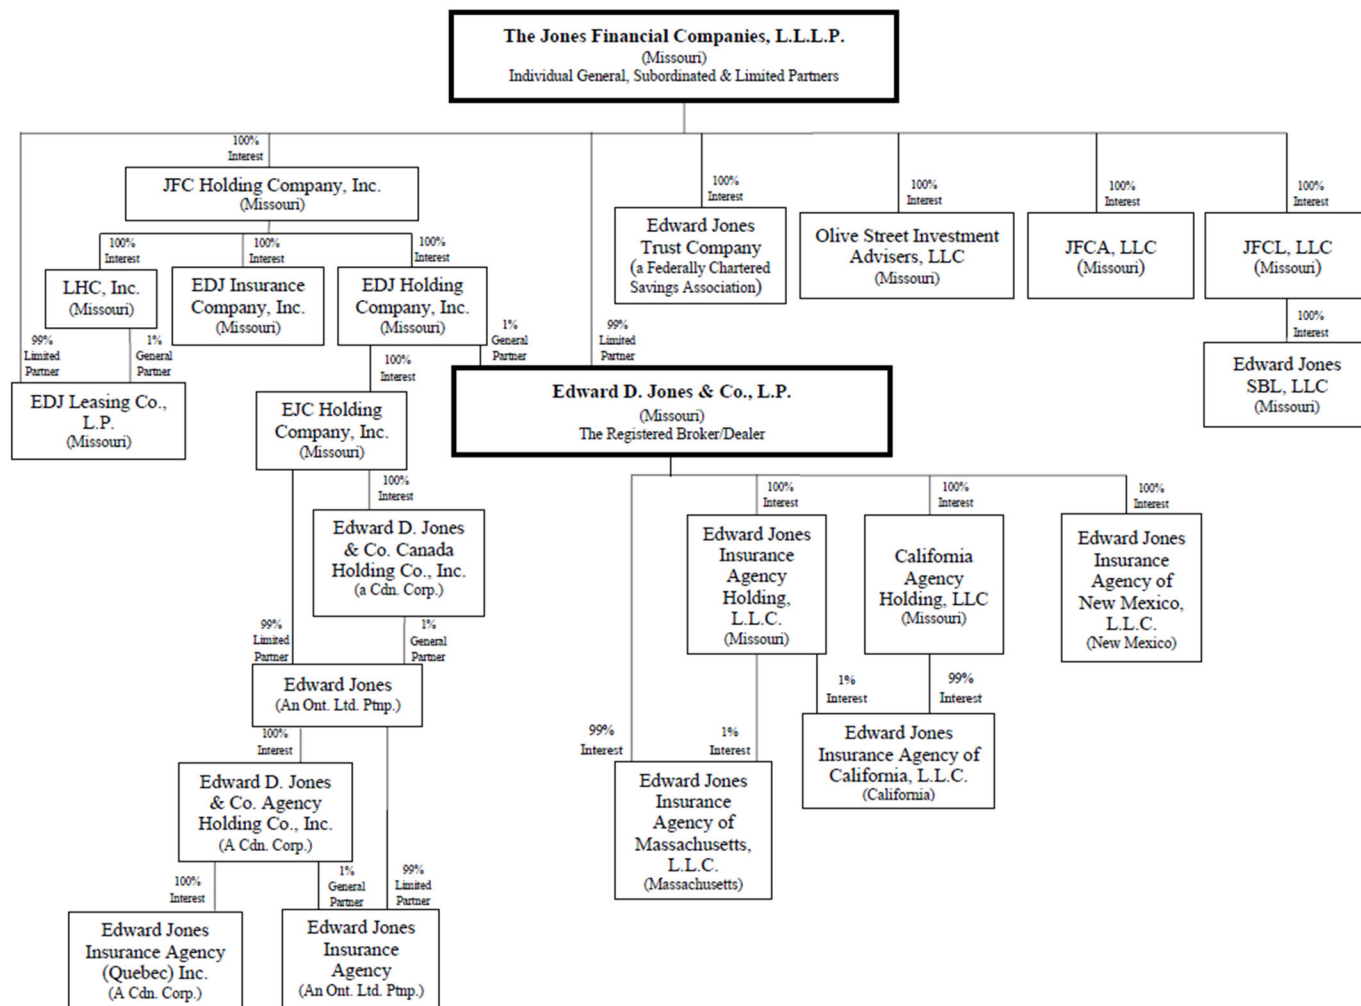 The Jones Financial Companies, L.L.L.P.
(Missouri)
Individual General, Subordinated & Limited Partners
100%
Interest
JFC Holding Company, Inc.
(Missouri)
100%
Interest
Edward Jones
Trust Company
(a Federally Chartered
Savings Association)
100%
Interest
Olive Street Investment
Advisers, LLC
(Missouri)
100%
Interest
JFCA, LLC
(Missouri)
100%
Interest
JFCL, LLC
(Missouri)
100%
Interest
LHC, Inc.
(Missouri)
100%
Interest
EDJ Insurance
Company, Inc.
(Missouri)
100%
Interest
EDJ Holding
Company, Inc.
(Missouri)
99%
Limited
Partner
1%
General
Partner
EDJ Leasing Co.,
L.P.
(Missouri)
100%
Interest
EJC Holding
Company, Inc.
(Missouri)
1%
General
Partner
99%
Limited
Partner
Edward D. Jones & Co., L.P.
(Missouri)
The Registered Broker/Dealer
100%
Interest
Edward Jones
SBL, LLC
(Missouri)
100%
Interest
Edward D. Jones
& Co. Canada
Holding Co., Inc.
(a Cdn. Corp.)
100%
Interest
Edward Jones
Insurance
Agency
Holding,
L.L.C.
(Missouri)
100%
Interest
California
Agency
Holding, LLC
(Missouri)
100%
Interest
Edward Jones
Insurance
Agency of
New Mexico,
L.L.C.
(New Mexico)
99%
Limited
Partner
1%
General
Partner
Edward Jones
(An Ont. Ltd. Ptnp.)
1%
Interest
99%
Interest
Edward Jones
Insurance Agency of
California, L.L.C.
(California)
99%
Interest
1%
Interest
Edward Jones
Insurance
Agency of
Massachusetts,
L.L.C.
(Massachusetts)
100%
Interest
Edward D. Jones
& Co. Agency
Holding Co., Inc.
(A Cdn. Corp.)
100%
Interest
1%
General
Partner
99%
Limited
Partner
Edward Jones
Insurance Agency
(Quebec) Inc.
(A Cdn. Corp.)
Edward Jones
Insurance
Agency
(An Ont. Ltd. Ptnp.)